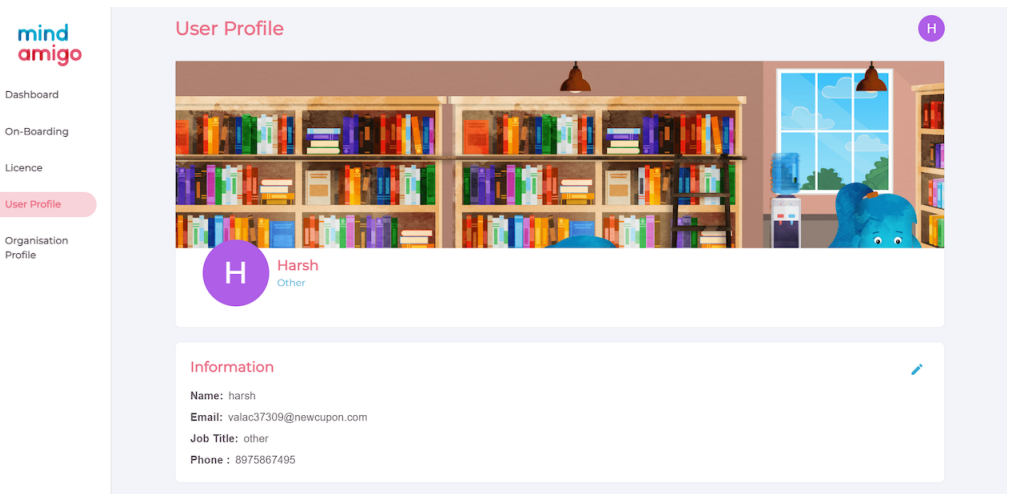 mind
amigo
Dashboard
On-Boarding
Licence
User Profile
Organisation
Profile
User Profile
H
H
Harsh
Other
Information
Name: harsh
Email: valac37309@newcupon.com
Job Title: other
Phone : 8975867495